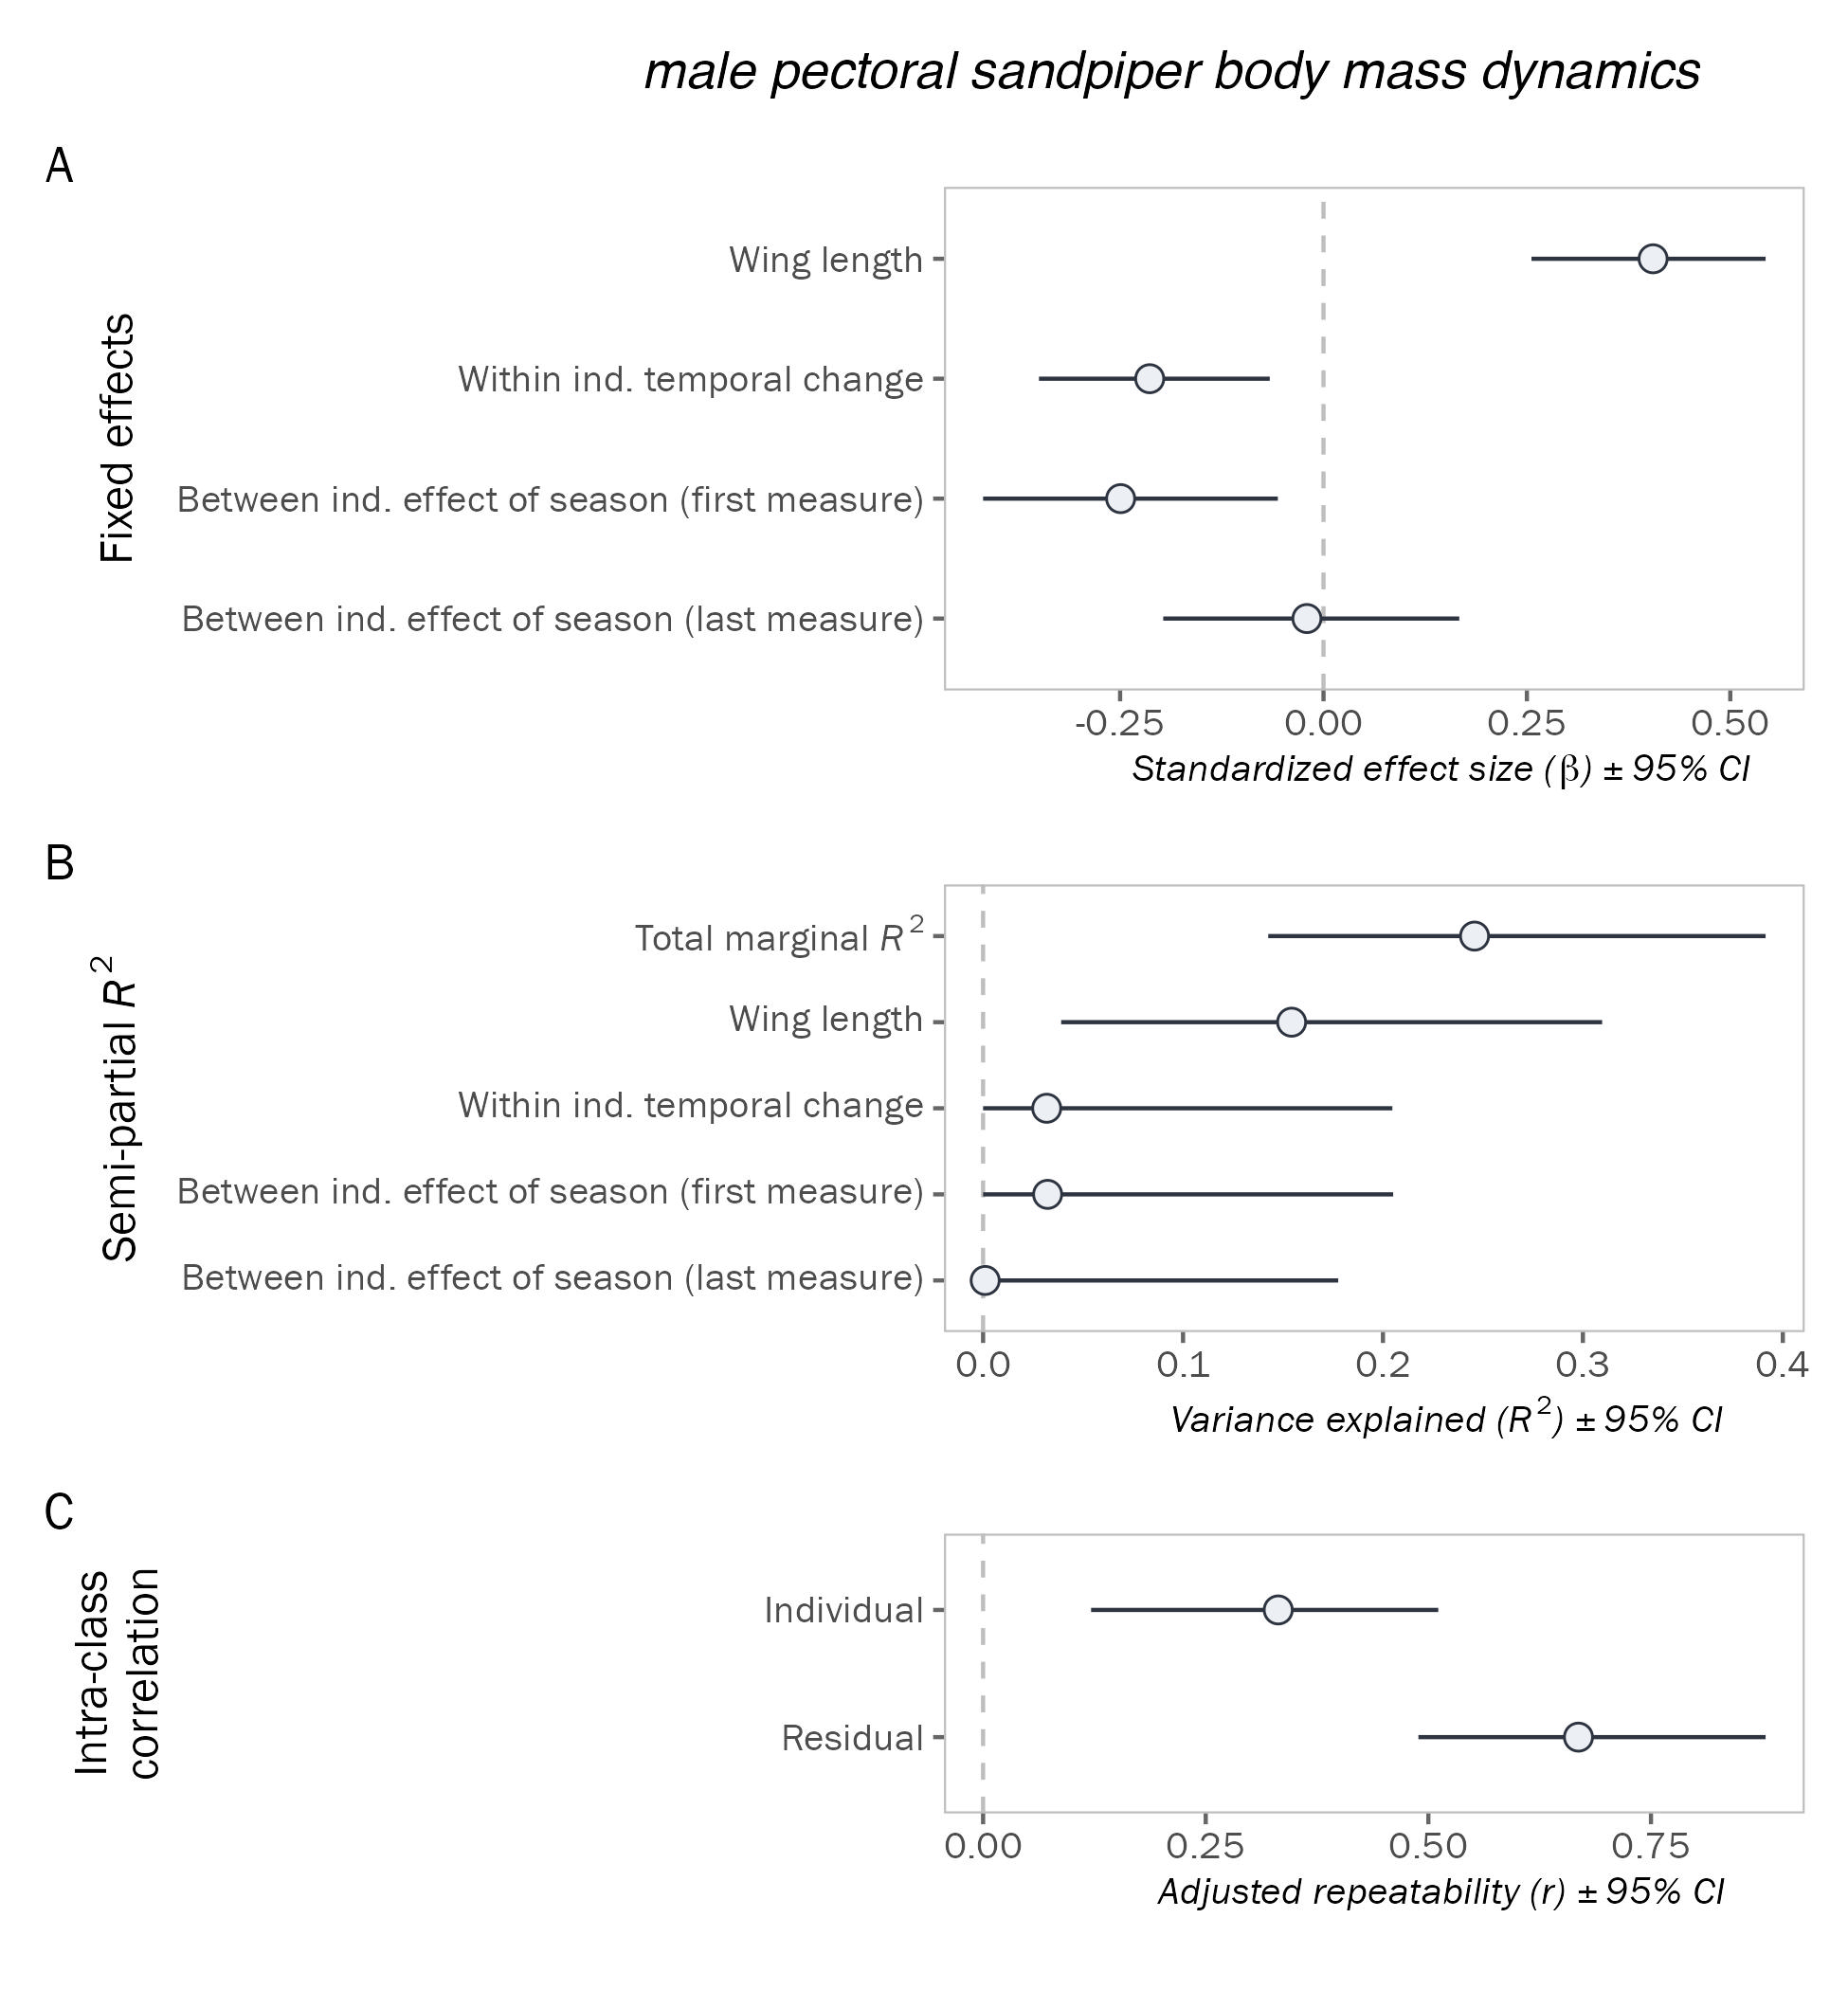 male pectoral sandpiper body mass dynamics
A
Fixed effects
Wing length
Within ind. temporal change
Between ind. effect of season (first measure)
Between ind. effect of season (last measure)
-0.25 0.00 0.25 0.50
Standardized effect size (β) ± 95% CI
B
Semi-partial R²
Total marginal R²
Wing length
Within ind. temporal change
Between ind. effect of season (first measure)
Between ind. effect of season (last measure)
0.0 0.1 0.2 0.3 0.4
Variance explained (R²) ± 95% CI
C
Intra-class
correlation
Individual
Residual
0.00 0.25 0.50 0.75
Adjusted repeatability (r) ± 95% CI